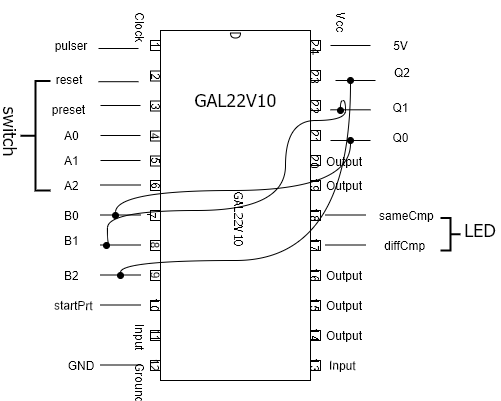 Clock
Vcc
D
pulser
1
24
5V
reset
2
23
Q2
GAL22V10
preset
3
22
Q1
A0
4
21
Q0
A1
5
20
Output
A2
6
19
Output
switch
B0
7
18
sameCmp
GAL22V10
B1
8
17
diffCmp
LED
B2
9
16
Output
startPrt
10
15
Output
Input
11
14
Output
GND
12
13
Input
Ground